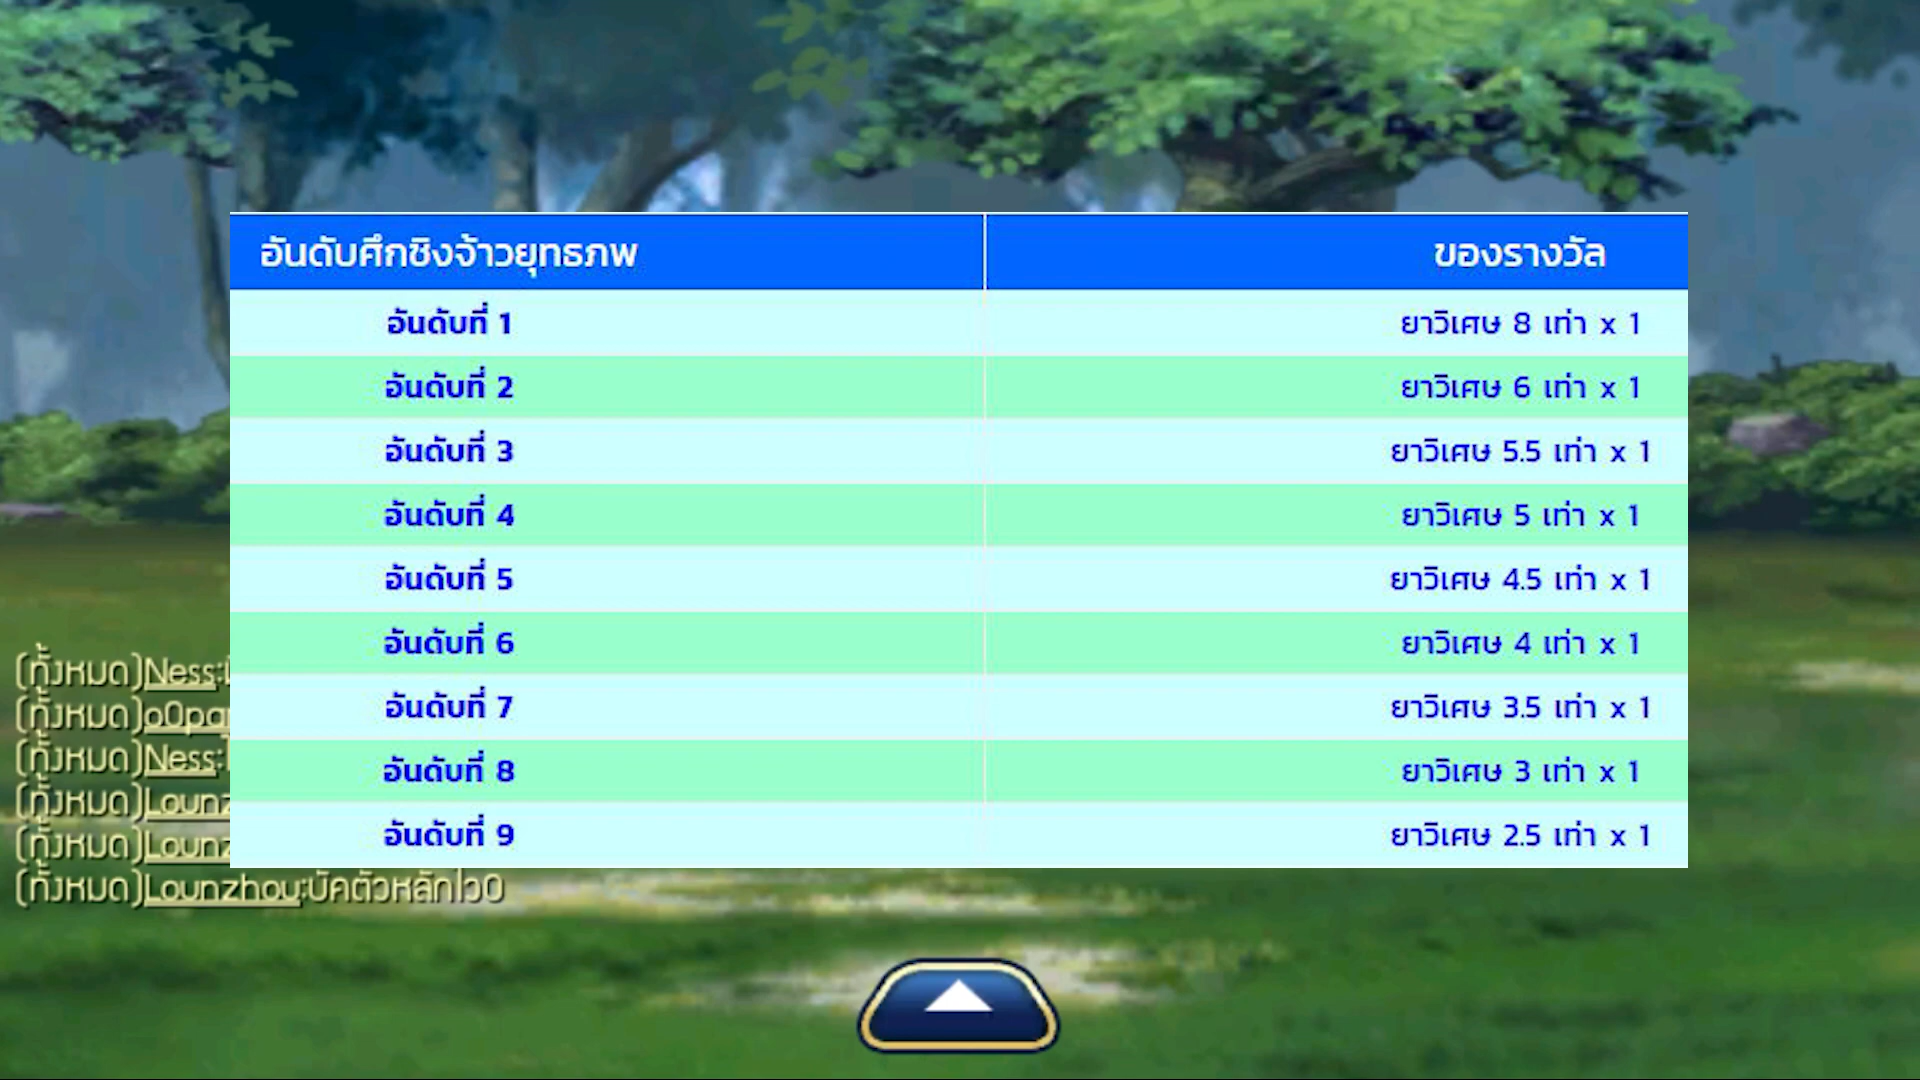 อันดับศึกชิงจ้าวยุทธภพ ของรางวัล
อันดับที่ 1 ยาวิเศษ 8 เท่า x 1
อันดับที่ 2 ยาวิเศษ 6 เท่า x 1
อันดับที่ 3 ยาวิเศษ 5.5 เท่า x 1
อันดับที่ 4 ยาวิเศษ 5 เท่า x 1
อันดับที่ 5 ยาวิเศษ 4.5 เท่า x 1
อันดับที่ 6 ยาวิเศษ 4 เท่า x 1
อันดับที่ 7 ยาวิเศษ 3.5 เท่า x 1
อันดับที่ 8 ยาวิเศษ 3 เท่า x 1
อันดับที่ 9 ยาวิเศษ 2.5 เท่า x 1
(ทั้งหมด)Ness:
(ทั้งหมด)
(ทั้งหมด)Ness:
(ทั้งหมด)
(ทั้งหมด)
(ทั้งหมด)Lounzhou:บัคตัวหลักไว0